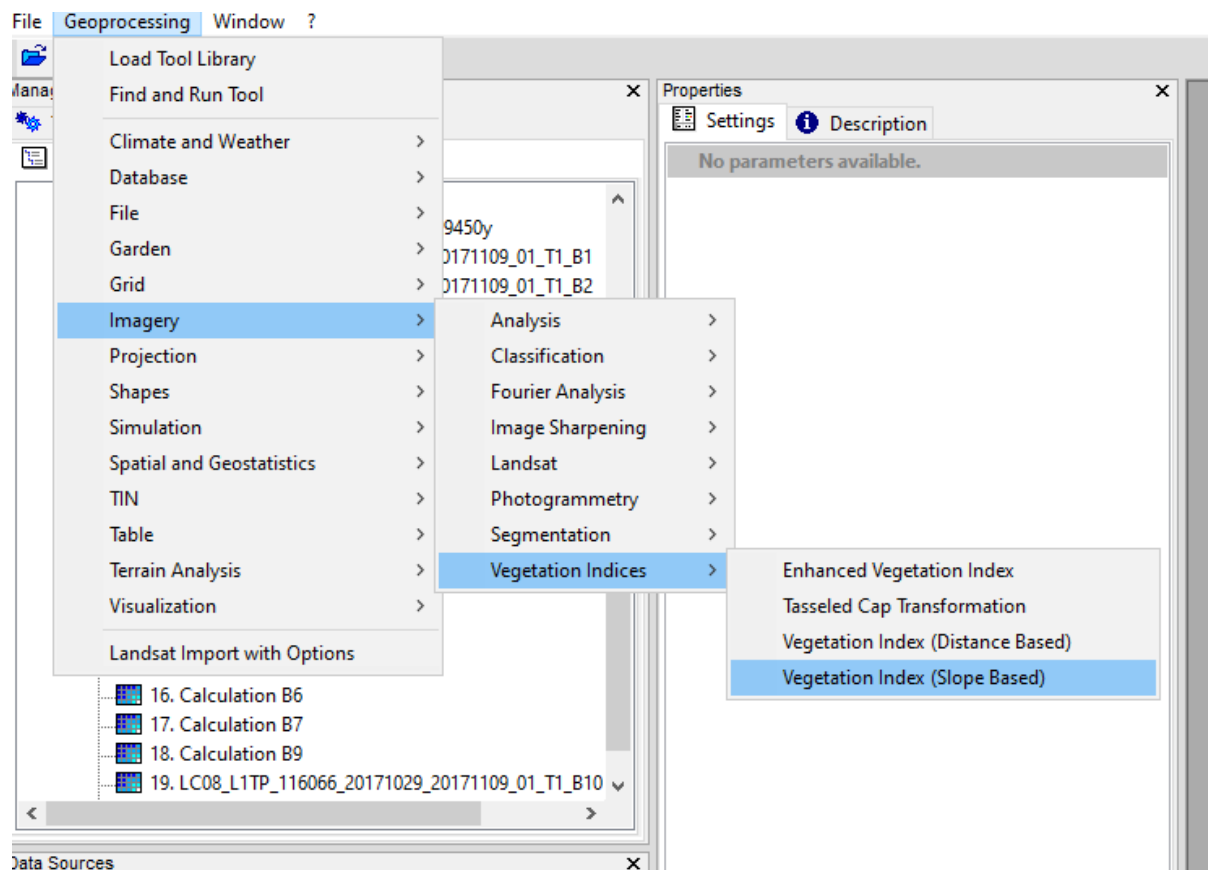 File Geoprocessing Window ?
Load Tool Library
Find and Run Tool
Climate and Weather
Database
File
Garden
Grid
Imagery
Projection
Shapes
Simulation
Spatial and Geostatistics
TIN
Table
Terrain Analysis
Visualization
Landsat Import with Options
Analysis
Classification
Fourier Analysis
Image Sharpening
Landsat
Photogrammetry
Segmentation
Vegetation Indices
Enhanced Vegetation Index
Tasseled Cap Transformation
Vegetation Index (Distance Based)
Vegetation Index (Slope Based)
Properties
Settings Description
No parameters available.
9450y
20171109_01_T1_B1
20171109_01_T1_B2
16. Calculation B6
17. Calculation B7
18. Calculation B9
19. LC08_L1TP_116066_20171029_20171109_01_T1_B10
Data Sources